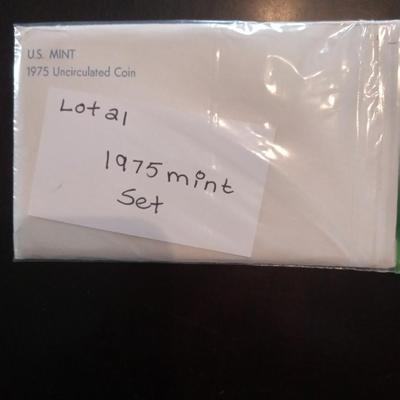 U.S. MINT
1975 Uncirculated Coin
Lot 21
1975 mint
Set